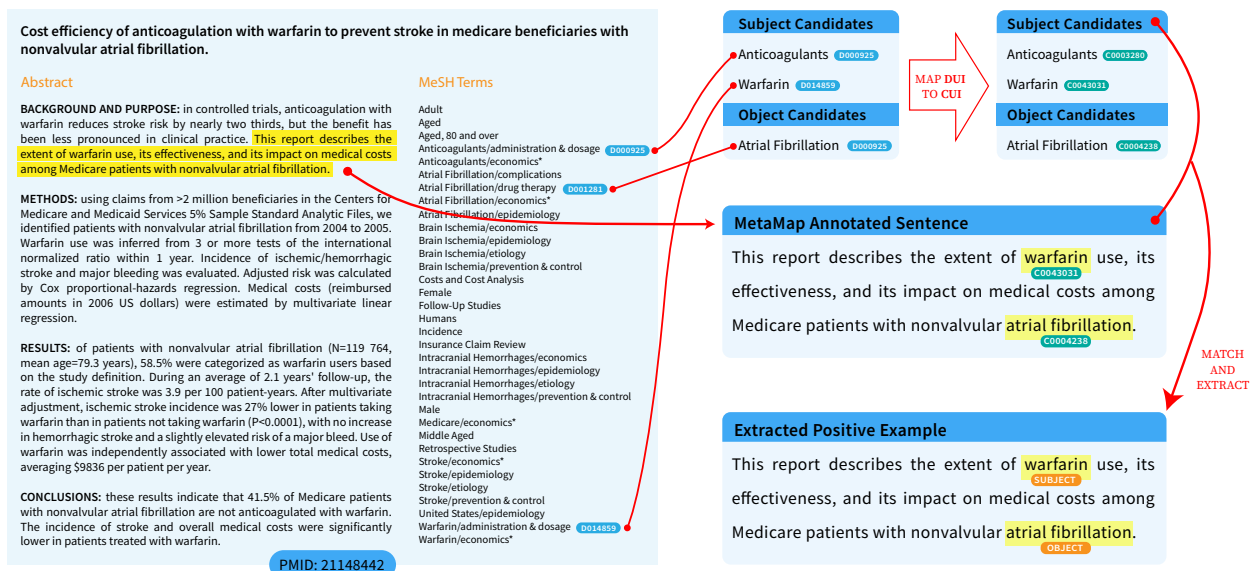 Cost efficiency of anticoagulation with warfarin to prevent stroke in medicare beneficiaries with
nonvalvular atrial fibrillation.
Abstract
BACKGROUND AND PURPOSE: in controlled trials, anticoagulation with
warfarin reduces stroke risk by nearly two thirds, but the benefit has
been less pronounced in clinical practice. This report describes the
extent of warfarin use, its effectiveness, and its impact on medical costs
among Medicare patients with nonvalvular atrial fibrillation.
METHODS: using claims from >2 million beneficiaries in the Centers for
Medicare and Medicaid Services 5% Sample Standard Analytic Files, we
identified patients with nonvalvular atrial fibrillation from 2004 to 2005.
Warfarin use was inferred from 3 or more tests of the international
normalized ratio within 1 year. Incidence of ischemic/hemorrhagic
stroke and major bleeding was evaluated. Adjusted risk was calculated
by Cox proportional-hazards regression. Medical costs (reimbursed
amounts in 2006 US dollars) were estimated by multivariate linear
regression.
RESULTS: of patients with nonvalvular atrial fibrillation (N=119 764,
mean age=79.3 years), 58.5% were categorized as warfarin users based
on the study definition. During an average of 2.1 years' follow-up, the
rate of ischemic stroke was 3.9 per 100 patient-years. After multivariate
adjustment, ischemic stroke incidence was 27% lower in patients taking
warfarin than in patients not taking warfarin (P<0.0001), with no increase
in hemorrhagic stroke and a slightly elevated risk of a major bleed. Use of
warfarin was independently associated with lower total medical costs,
averaging $9836 per patient per year.
CONCLUSIONS: these results indicate that 41.5% of Medicare patients
with nonvalvular atrial fibrillation are not anticoagulated with warfarin.
The incidence of stroke and overall medical costs were significantly
lower in patients treated with warfarin.
PMID: 21148442
MeSH Terms
Adult
Aged
Aged, 80 and over
Anticoagulants/administration & dosage D000925
Anticoagulants/economics*
Atrial Fibrillation/complications
Atrial Fibrillation/drug therapy D001281
Atrial Fibrillation/economics*
Atrial Fibrillation/epidemiology
Brain Ischemia/economics
Brain Ischemia/epidemiology
Brain Ischemia/etiology
Brain Ischemia/prevention & control
Costs and Cost Analysis
Female
Follow-Up Studies
Humans
Incidence
Insurance Claim Review
Intracranial Hemorrhages/economics
Intracranial Hemorrhages/epidemiology
Intracranial Hemorrhages/etiology
Intracranial Hemorrhages/prevention & control
Male
Medicare/economics*
Middle Aged
Retrospective Studies
Stroke/economics*
Stroke/epidemiology
Stroke/etiology
Stroke/prevention & control
United States/epidemiology
Warfarin/administration & dosage D014859
Warfarin/economics*
Subject Candidates
Anticoagulants D000925
Warfarin D014859
Object Candidates
Atrial Fibrillation D000925
MAP DUI
TO CUI
Subject Candidates
Anticoagulants C0003280
Warfarin C0043031
Object Candidates
Atrial Fibrillation C0004238
MetaMap Annotated Sentence
This report describes the extent of warfarin use, its
C0043031
effectiveness, and its impact on medical costs among
Medicare patients with nonvalvular atrial fibrillation.
C0004238
MATCH
AND
EXTRACT
Extracted Positive Example
This report describes the extent of warfarin use, its
SUBJECT
effectiveness, and its impact on medical costs among
Medicare patients with nonvalvular atrial fibrillation.
OBJECT